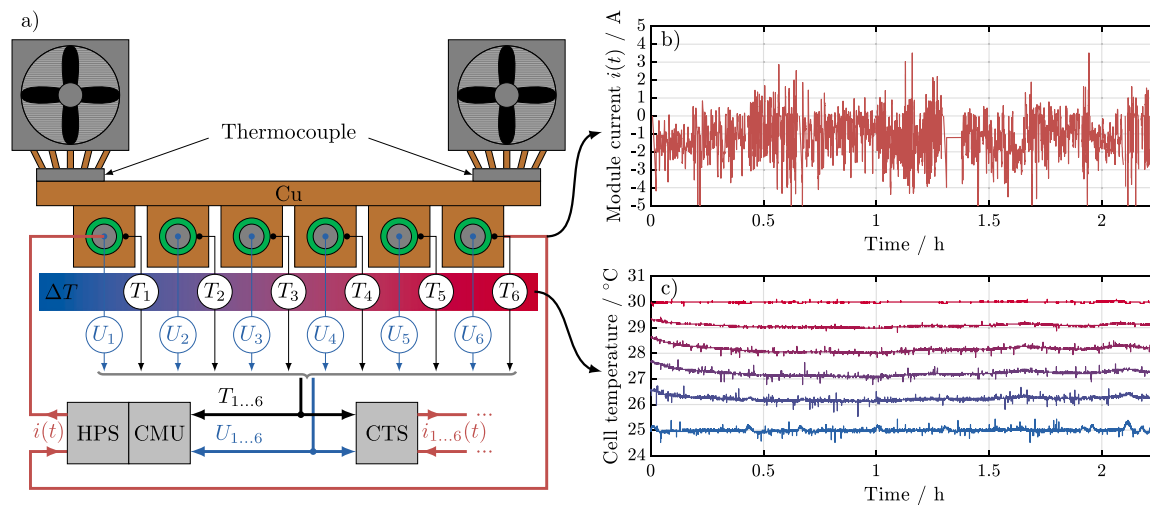 a)
Thermocouple
Cu
ΔT
T₁ T₂ T₃ T₄ T₅ T₆
U₁ U₂ U₃ U₄ U₅ U₆
T₁...₆
i(t) HPS CMU CTS i₁...₆(t)
U₁...₆
...
...
b)
Module current i(t) / A
5
4
3
2
1
0
-1
-2
-3
-4
-5
0 0.5 1 1.5 2
Time / h
c)
Cell temperature / °C
31
30
29
28
27
26
25
24
0 0.5 1 1.5 2
Time / h